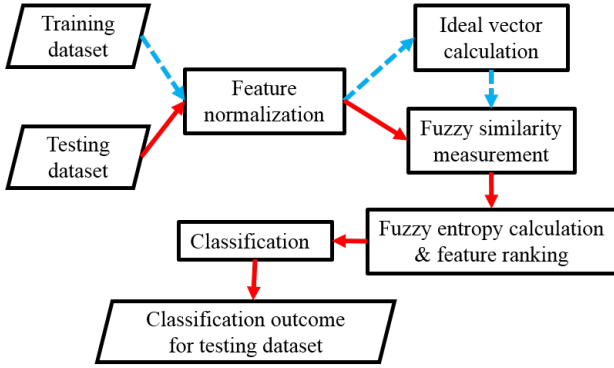 Training
dataset
Ideal vector
calculation
Feature
normalization
Testing
dataset
Fuzzy similarity
measurement
Fuzzy entropy calculation
& feature ranking
Classification
Classification outcome
for testing dataset